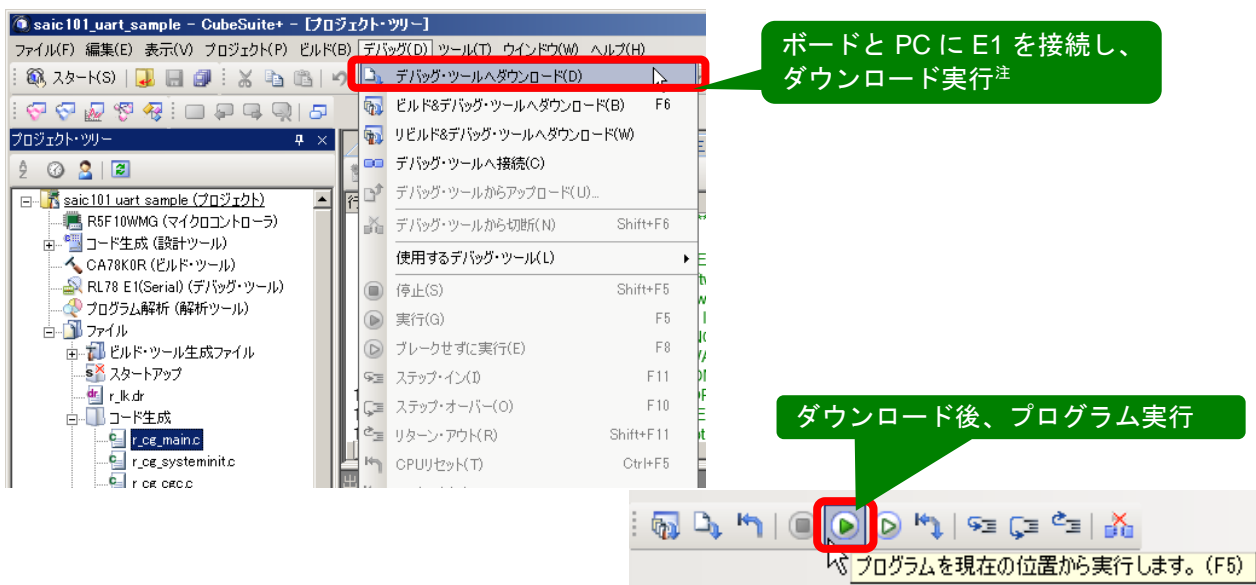 saic101_uart_sample - CubeSuite+ - [プロジェクト・ツリー]
ファイル(F) 編集(E) 表示(V) プロジェクト(P) ビルド(B) デバッグ(D) ツール(T) ウインドウ(W) ヘルプ(H)
スタート(S)
デバッグ・ツールへダウンロード(D)
ビルド&デバッグ・ツールへダウンロード(B) F6
リビルド&デバッグ・ツールへダウンロード(W)
デバッグ・ツールへ接続(C)
デバッグ・ツールからアップロード(U)...
デバッグ・ツールから切断(N) Shift+F6
使用するデバッグ・ツール(L)
停止(S) Shift+F5
実行(G) F5
ブレークせずに実行(E) F8
ステップ・イン(I) F11
ステップ・オーバー(O) F10
リターン・アウト(R) Shift+F11
CPUリセット(T) Ctrl+F5
プロジェクト・ツリー
saic101_uart_sample (プロジェクト)
R5F10WMG (マイクロコントローラ)
コード生成 (設計ツール)
CA78K0R (ビルド・ツール)
RL78 E1(Serial) (デバッグ・ツール)
プログラム解析 (解析ツール)
ファイル
ビルド・ツール生成ファイル
スタートアップ
r_lk.dr
コード生成
r_cg_main.c
r_cg_systeminit.c
r_cg_cgc.c
ボードと PC に E1 を接続し、
ダウンロード実行注
ダウンロード後、プログラム実行
プログラムを現在の位置から実行します。(F5)